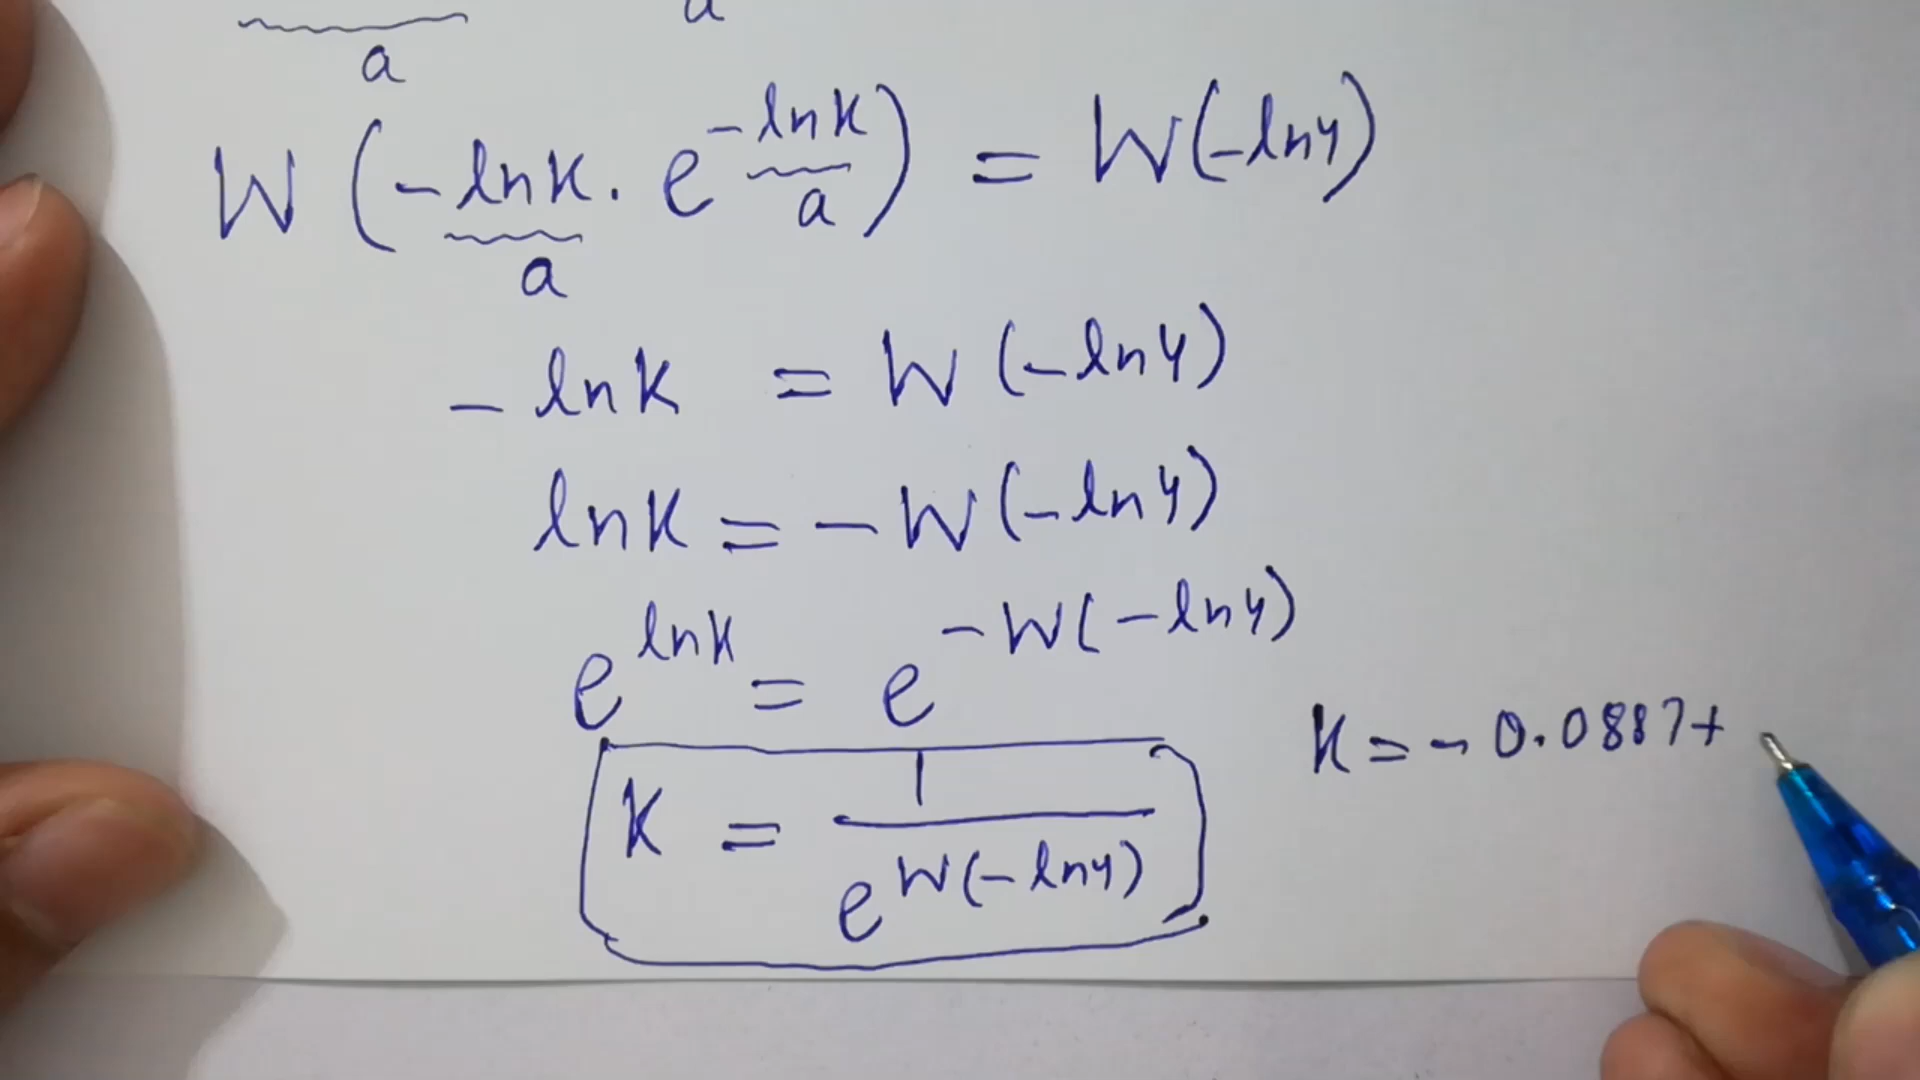 a
a
W (-lnK. e^-lnK) = W(-ln4)
a
a
- lnK = W (-ln4)
lnK = - W (-ln4)
e^lnK = e^-W(-ln4)
K = - 0.0887+
K = 1/e^W(-ln4)